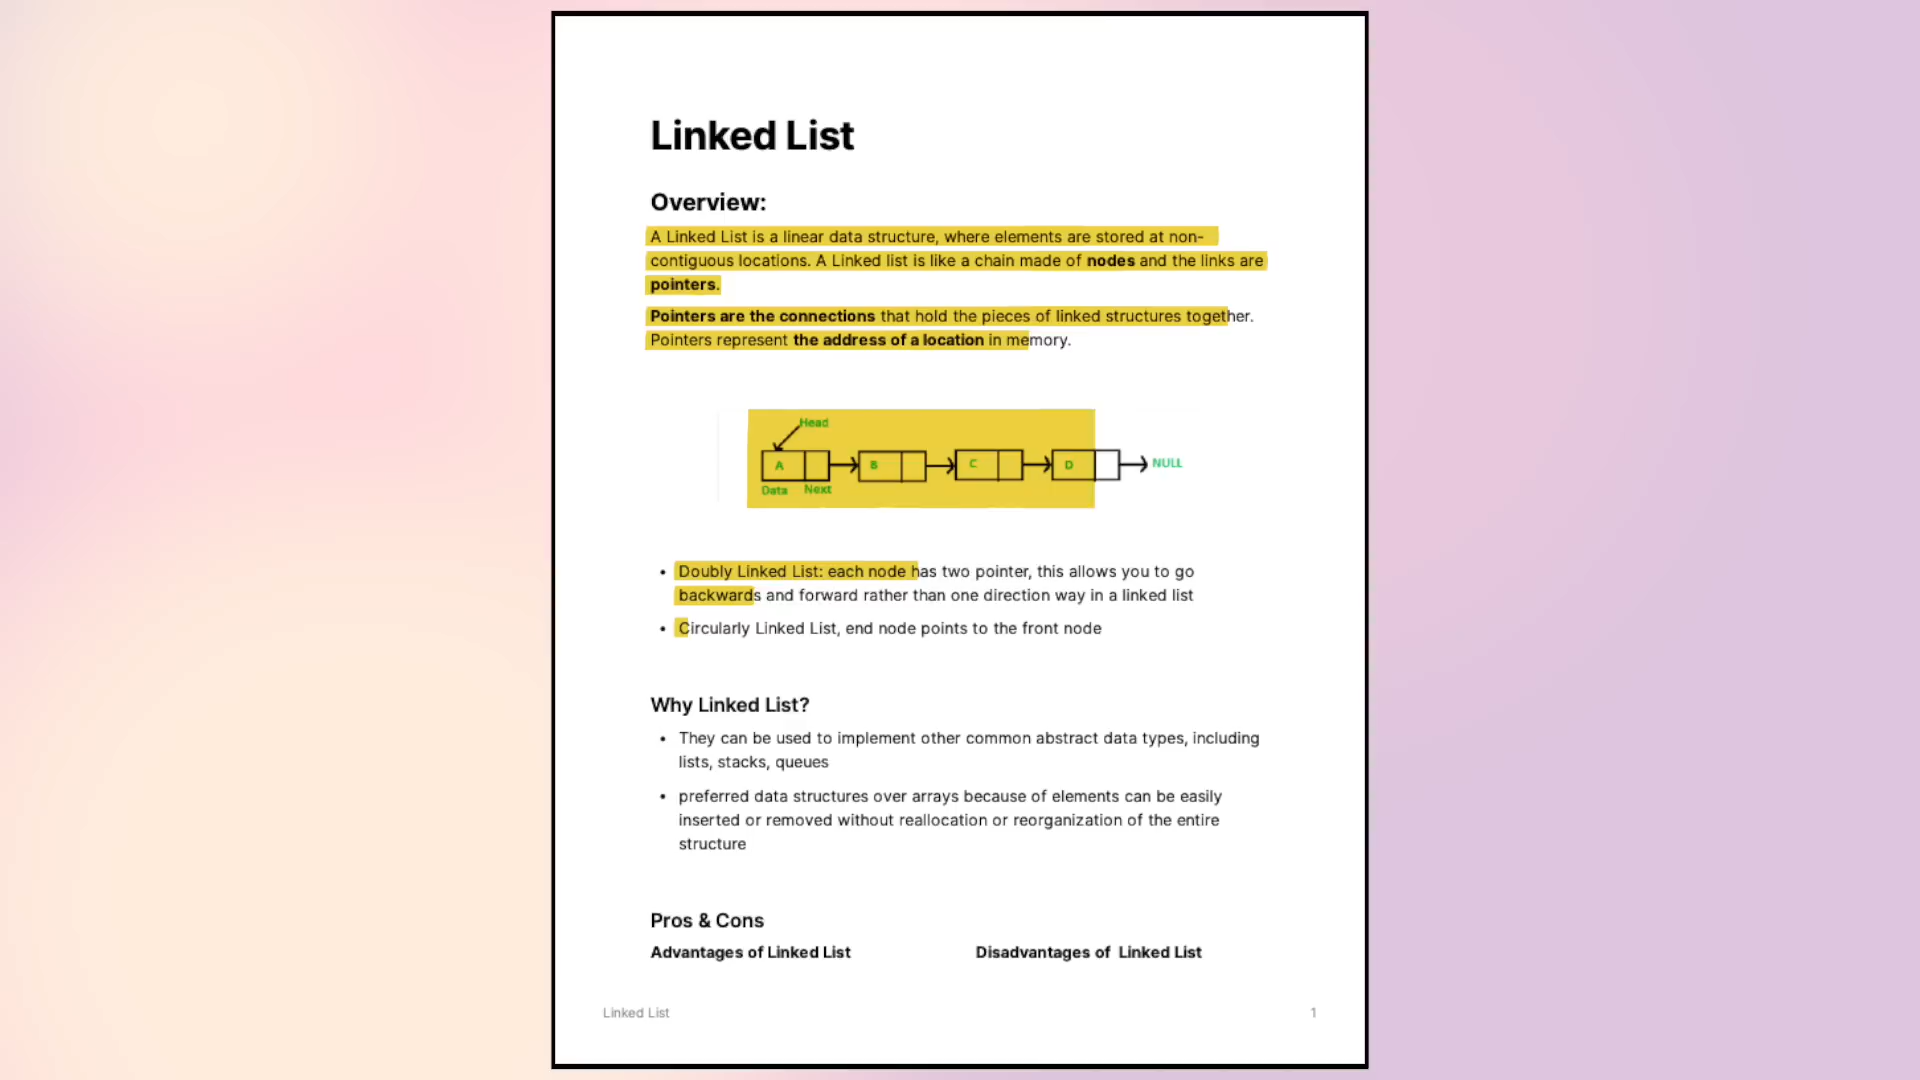 Linked List
Overview:
A Linked List is a linear data structure, where elements are stored at non-
contiguous locations. A Linked list is like a chain made of nodes and the links are
pointers.
Pointers are the connections that hold the pieces of linked structures together.
Pointers represent the address of a location in memory.
Head
A B C D NULL
Data Next
• Doubly Linked List: each node has two pointer, this allows you to go
backwards and forward rather than one direction way in a linked list
• Circularly Linked List, end node points to the front node
Why Linked List?
• They can be used to implement other common abstract data types, including
lists, stacks, queues
• preferred data structures over arrays because of elements can be easily
inserted or removed without reallocation or reorganization of the entire
structure
Pros & Cons
Advantages of Linked List Disadvantages of Linked List
Linked List 1